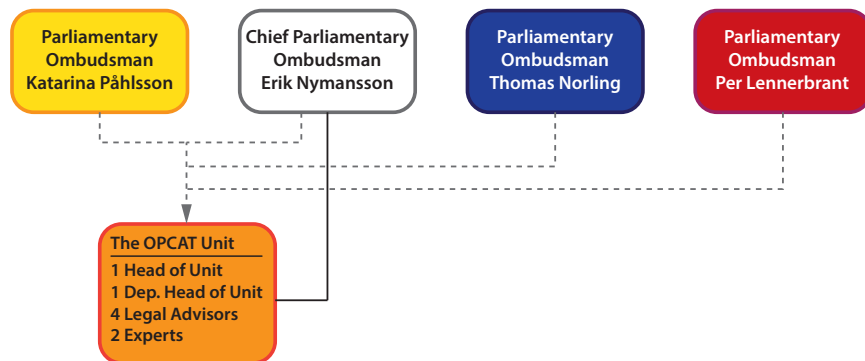 Parliamentary
Ombudsman
Katarina Påhlsson
Chief Parliamentary
Ombudsman
Erik Nymansson
Parliamentary
Ombudsman
Thomas Norling
Parliamentary
Ombudsman
Per Lennerbrant
The OPCAT Unit
1 Head of Unit
1 Dep. Head of Unit
4 Legal Advisors
2 Experts